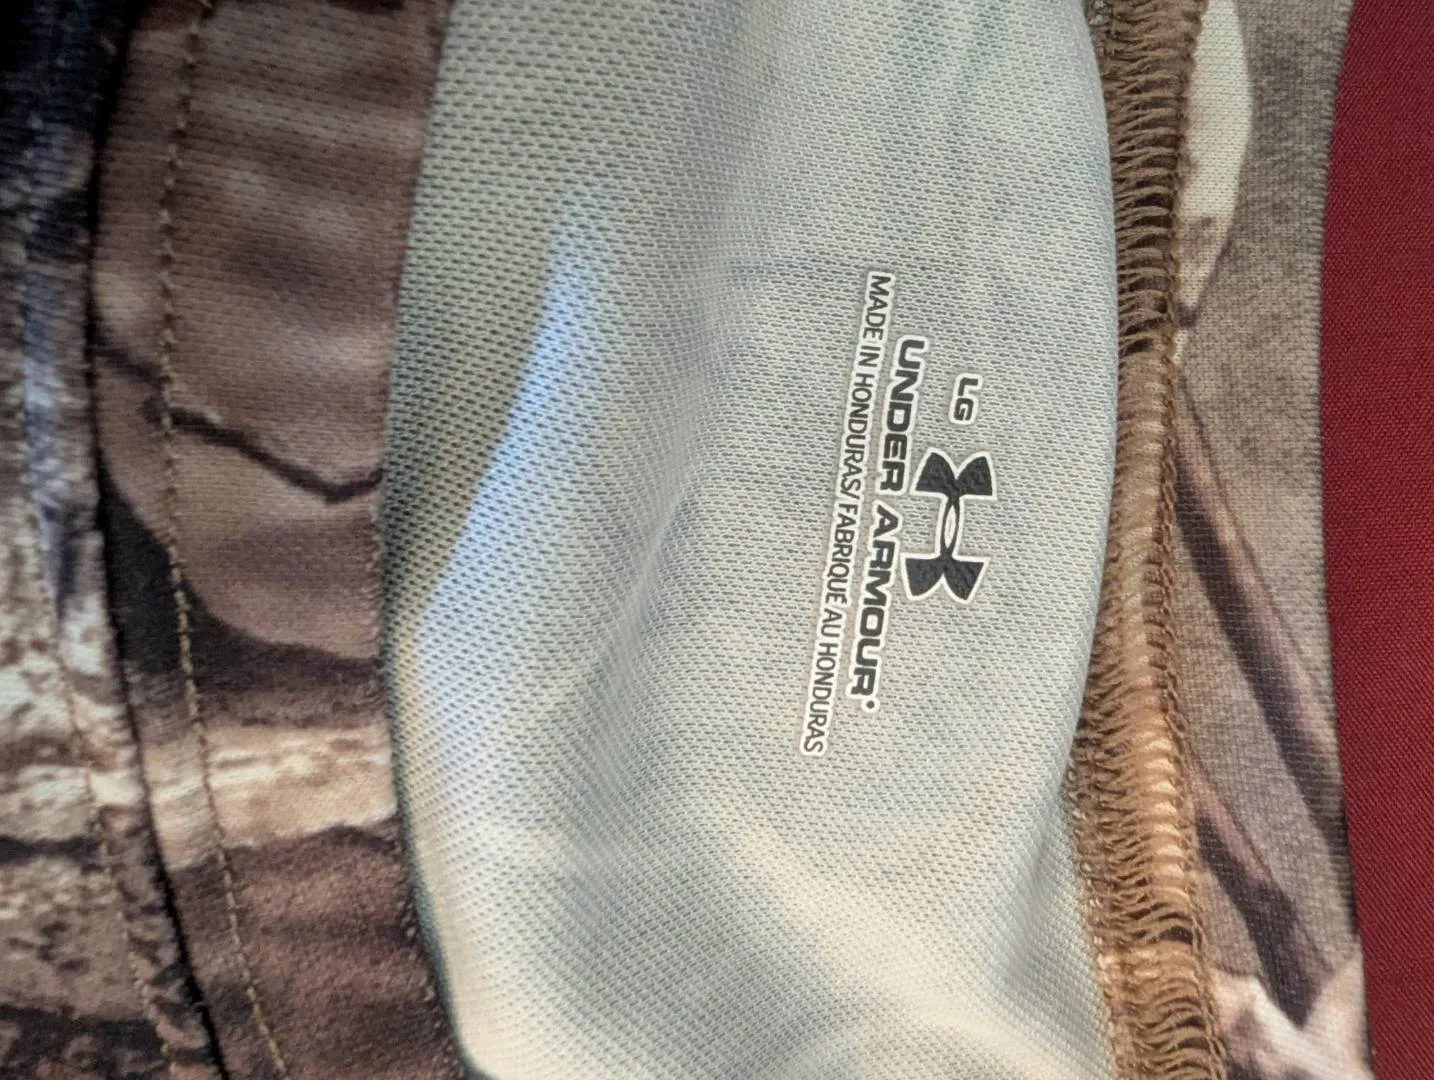 LG
UNDER ARMOUR
MADE IN HONDURAS/ FABRIQUÉ AU HONDURAS